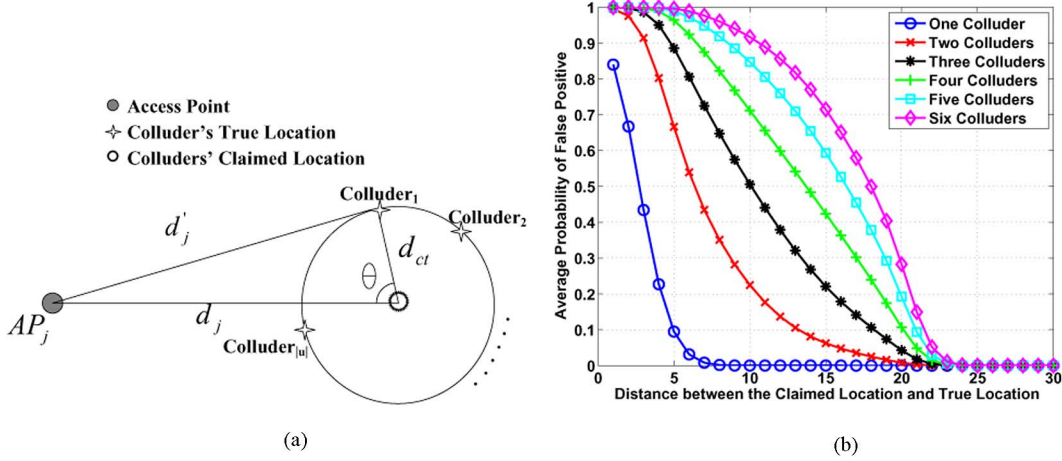 Access Point
Colluder's True Location
Colluders' Claimed Location
Colluder₁
Colluder₂
d'ⱼ
d_ct
Θ
APⱼ
dⱼ
Colluder|u|
(a)
Average Probability of False Positive
1
0.9
0.8
0.7
0.6
0.5
0.4
0.3
0.2
0.1
0
One Colluder
Two Colluders
Three Colluders
Four Colluders
Five Colluders
Six Colluders
0 5 10 15 20 25 30
Distance between the Claimed Location and True Location
(b)